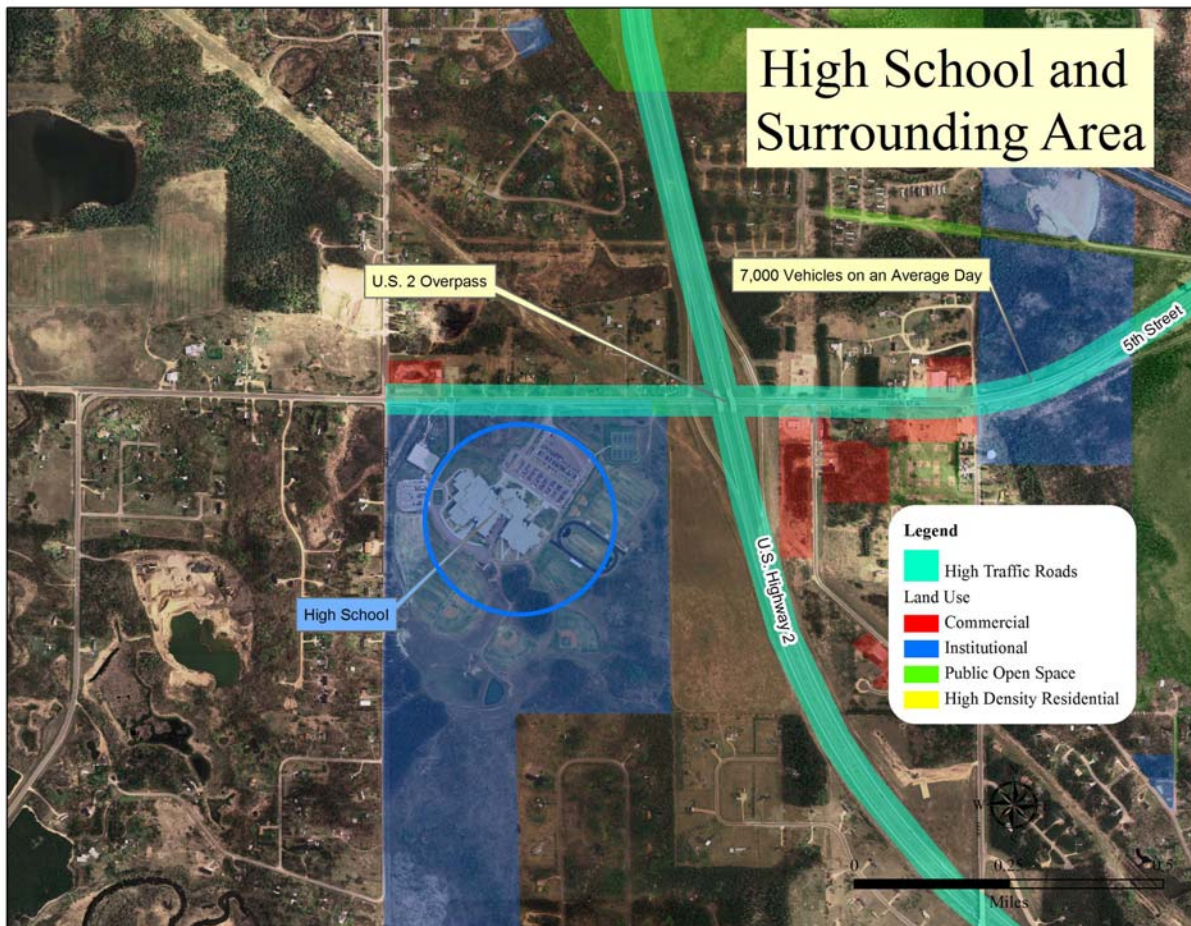 High School and
Surrounding Area
U.S. 2 Overpass
7,000 Vehicles on an Average Day
5th Street
High School
U.S. Highway 2
Legend
High Traffic Roads
Land Use
Commercial
Institutional
Public Open Space
High Density Residential
W
0
0.25
0.5
Miles